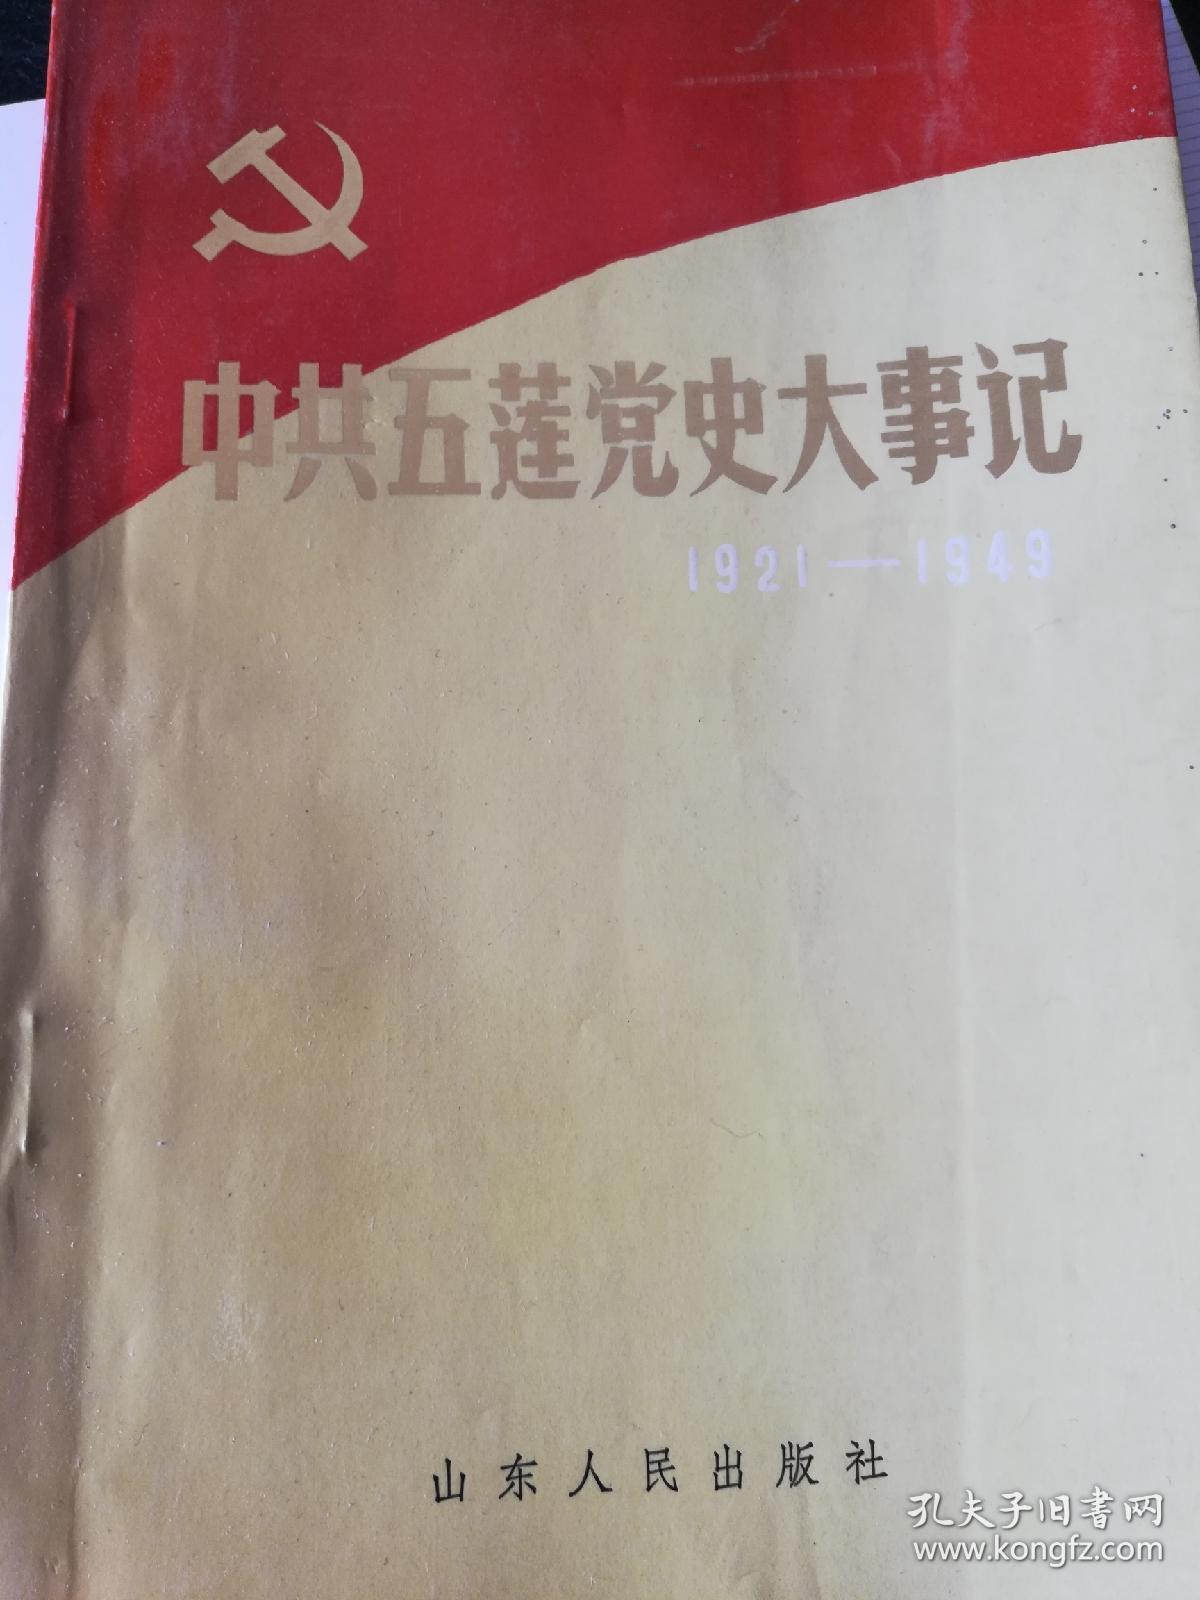 中共五莲党史大事记
1921—1949
山东人民出版社
孔夫子旧书网
www.kongfz.com